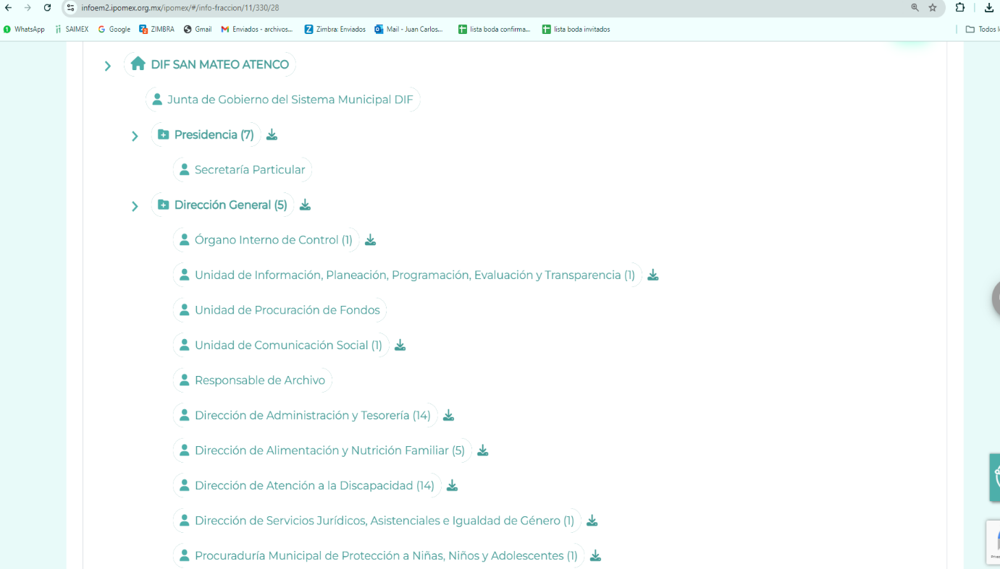 infoem2.ipomex.org.mx/ipomex/#/info-fraccion/11/330/28
WhatsApp SAIMEX Google ZIMBRA Gmail Enviados - archivos... Zimbra: Enviados Mail - Juan Carlos... lista boda confirma... lista boda invitados Todos
DIF SAN MATEO ATENCO
Junta de Gobierno del Sistema Municipal DIF
Presidencia (7)
Secretaría Particular
Dirección General (5)
Órgano Interno de Control (1)
Unidad de Información, Planeación, Programación, Evaluación y Transparencia (1)
Unidad de Procuración de Fondos
Unidad de Comunicación Social (1)
Responsable de Archivo
Dirección de Administración y Tesorería (14)
Dirección de Alimentación y Nutrición Familiar (5)
Dirección de Atención a la Discapacidad (14)
Dirección de Servicios Jurídicos, Asistenciales e Igualdad de Género (1)
Procuraduría Municipal de Protección a Niñas, Niños y Adolescentes (1)